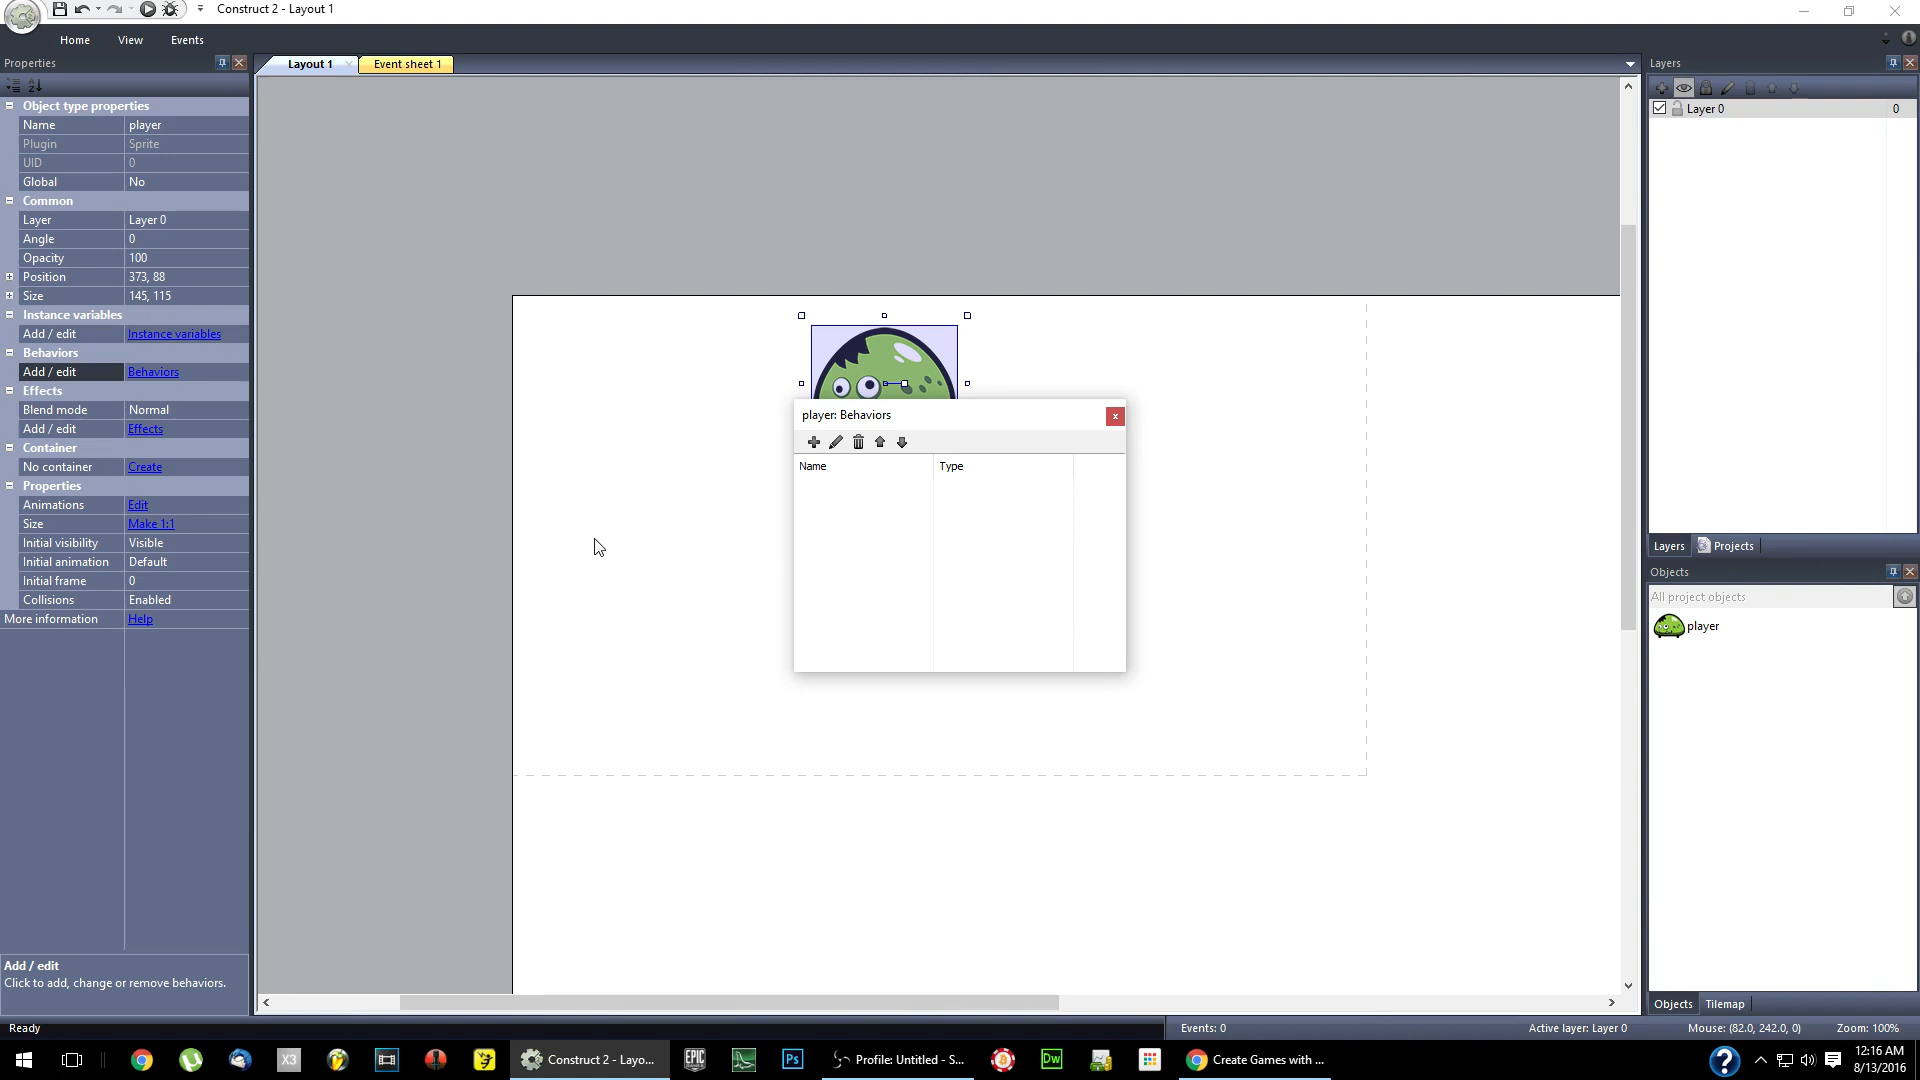 Construct 2 - Layout 1
Home View Events
Properties
Object type properties
Name player
Plugin Sprite
UID 0
Global No
Common
Layer Layer 0
Angle 0
Opacity 100
Position 373, 88
Size 145, 115
Instance variables
Add / edit Instance variables
Behaviors
Add / edit Behaviors
Effects
Blend mode Normal
Add / edit Effects
Container
No container Create
Properties
Animations Edit
Size Make 1:1
Initial visibility Visible
Initial animation Default
Initial frame 0
Collisions Enabled
More information Help
Add / edit
Click to add, change or remove behaviors.
Layout 1 Event sheet 1
player: Behaviors
x
Name Type
Layers
Layer 0 0
Layers Projects
Objects
All project objects
player
Objects Tilemap
Ready Events: 0 Active layer: Layer 0 Mouse: (82.0, 242.0, 0) Zoom: 100%
X3 Construct 2 - Layo... EPIC GAMES Ps Profile: Untitled - S... Dw Create Games with ... ?
12:16 AM
8/13/2016